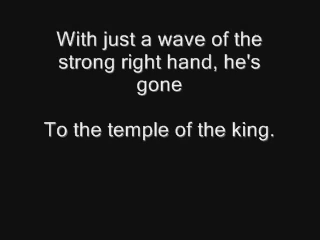 With just a wave of the
strong right hand, he's
gone
To the temple of the king.